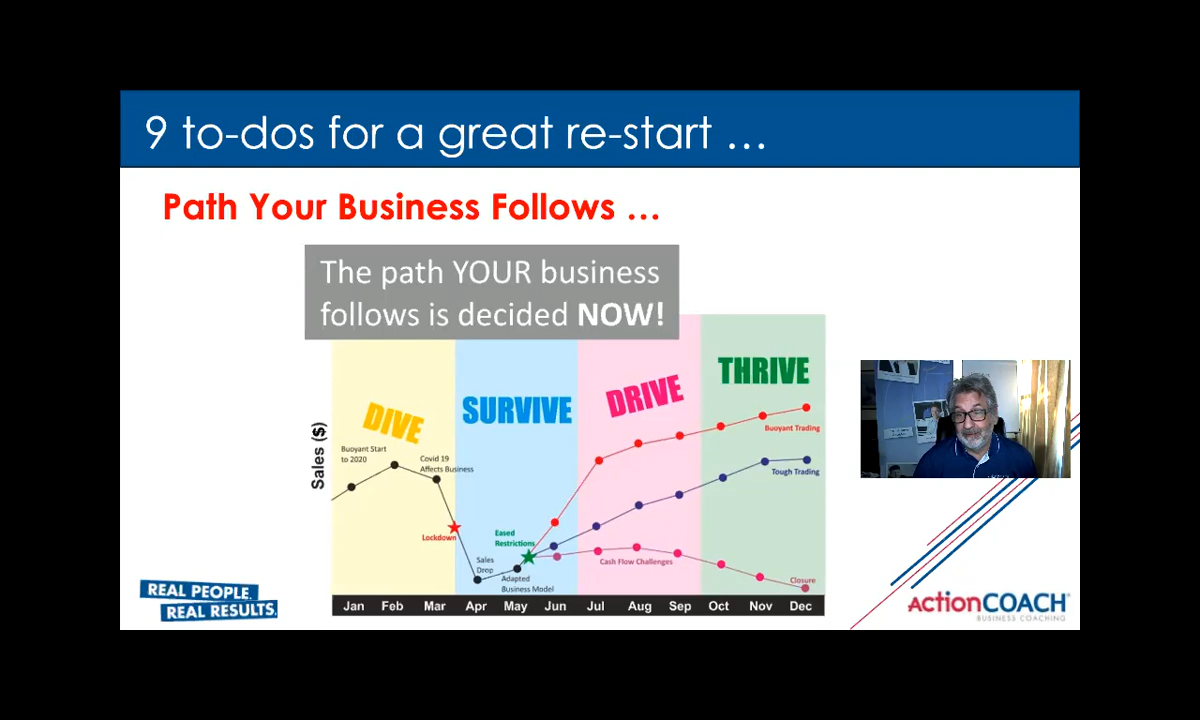 9 to-dos for a great re-start …
Path Your Business Follows …
The path YOUR business
follows is decided NOW!
DIVE
SURVIVE
DRIVE
THRIVE
Sales ($)
Buoyant Start
to 2020
Covid 19
Affects Business
Lockdown
Sales
Drop
Eased
Restrictions
Adapted
Business Model
Buoyant Trading
Tough Trading
Cash Flow Challenges
Closure
Jan Feb Mar Apr May Jun Jul Aug Sep Oct Nov Dec
REAL PEOPLE.
REAL RESULTS.
ActionCOACH
BUSINESS COACHING